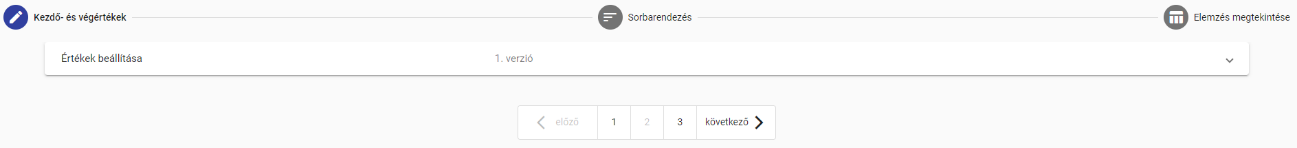 Kezdő- és végértékek Sorbarendezés Elemzés megtekintése
Értékek beállítása 1. verzió
előző 1 2 3 következő